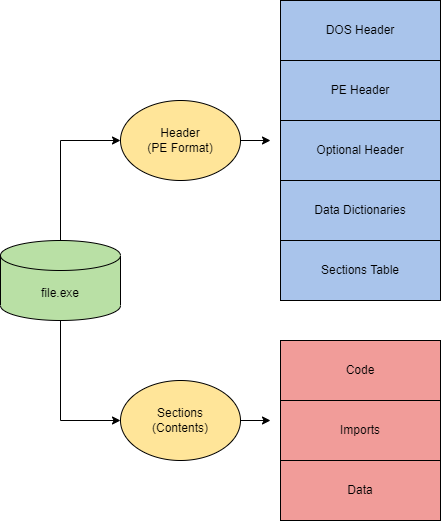 DOS Header
PE Header
Header
(PE Format)
Optional Header
Data Dictionaries
Sections Table
file.exe
Code
Sections
(Contents)
Imports
Data